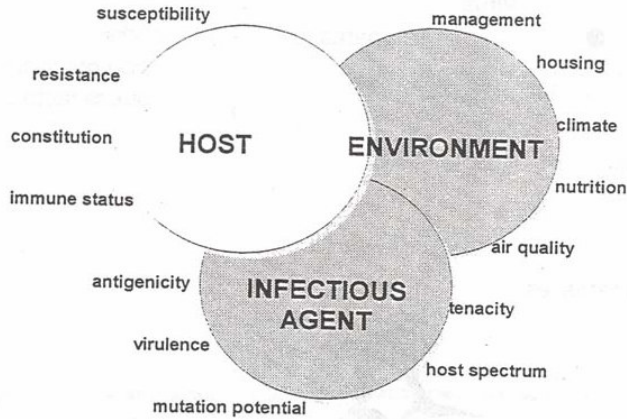 susceptibility
resistance
constitution
immune status
HOST
management
housing
climate
nutrition
air quality
ENVIRONMENT
antigenicity
virulence
mutation potential
INFECTIOUS
AGENT
tenacity
host spectrum